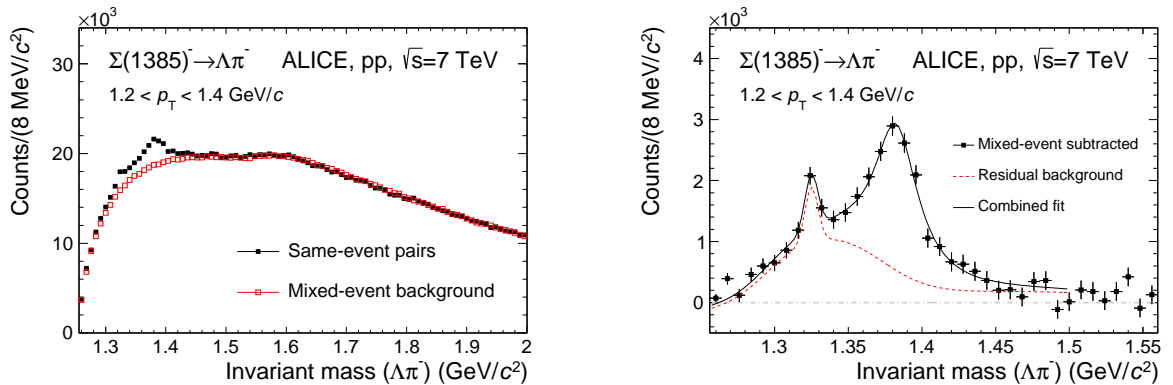 ×10³
Σ(1385)⁻→Λπ⁻ ALICE, pp, √s=7 TeV
1.2 < p_T < 1.4 GeV/c
Counts/(8 MeV/c²)
30
20
10
0
Same-event pairs
Mixed-event background
1.3 1.4 1.5 1.6 1.7 1.8 1.9 2
Invariant mass (Λπ⁻) (GeV/c²)
×10³
Σ(1385)⁻→Λπ⁻ ALICE, pp, √s=7 TeV
1.2 < p_T < 1.4 GeV/c
Counts/(8 MeV/c²)
4
3
2
1
0
Mixed-event subtracted
Residual background
Combined fit
1.3 1.35 1.4 1.45 1.5 1.55
Invariant mass (Λπ⁻) (GeV/c²)